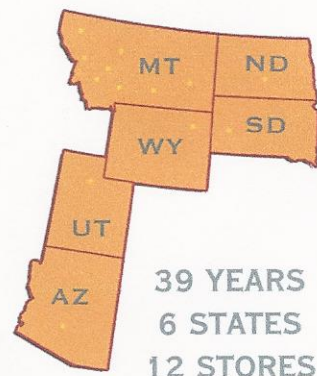 MT ND
WY SD
UT
AZ
39 YEARS
6 STATES
12 STORES